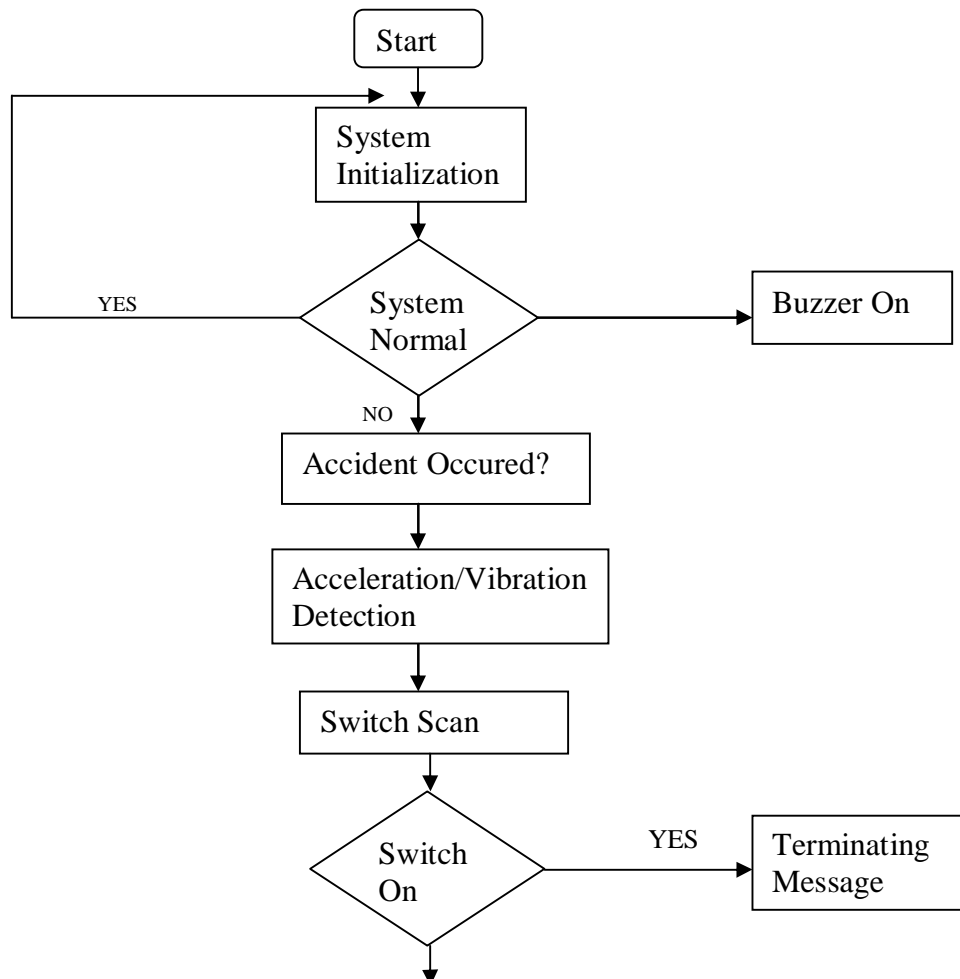 Start
System
Initialization
YES
System
Normal
Buzzer On
NO
Accident Occured?
Acceleration/Vibration
Detection
Switch Scan
Switch
On
YES
Terminating
Message